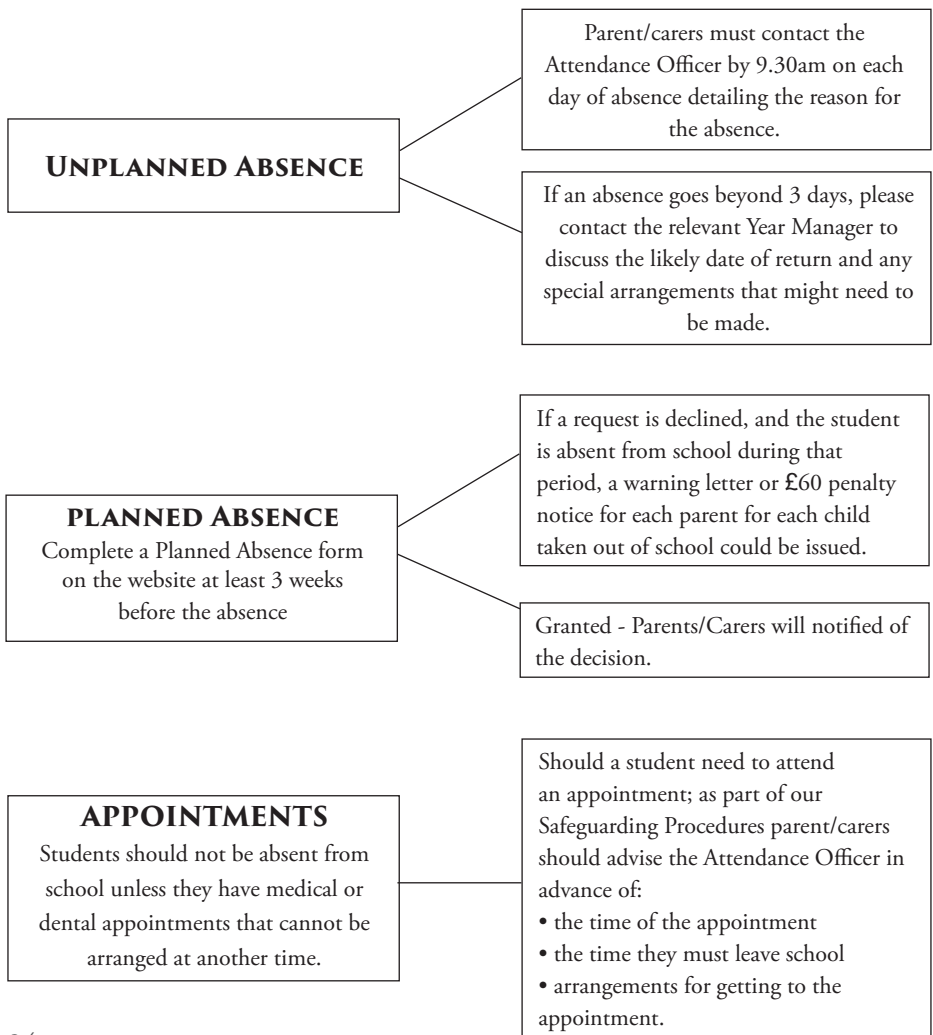 UNPLANNED ABSENCE
Parent/carers must contact the
Attendance Officer by 9.30am on each
day of absence detailing the reason for
the absence.
If an absence goes beyond 3 days, please
contact the relevant Year Manager to
discuss the likely date of return and any
special arrangements that might need to
be made.
PLANNED ABSENCE
Complete a Planned Absence form
on the website at least 3 weeks
before the absence
If a request is declined, and the student
is absent from school during that
period, a warning letter or £60 penalty
notice for each parent for each child
taken out of school could be issued.
Granted - Parents/Carers will notified of
the decision.
APPOINTMENTS
Students should not be absent from
school unless they have medical or
dental appointments that cannot be
arranged at another time.
Should a student need to attend
an appointment; as part of our
Safeguarding Procedures parent/carers
should advise the Attendance Officer in
advance of:
• the time of the appointment
• the time they must leave school
• arrangements for getting to the
appointment.